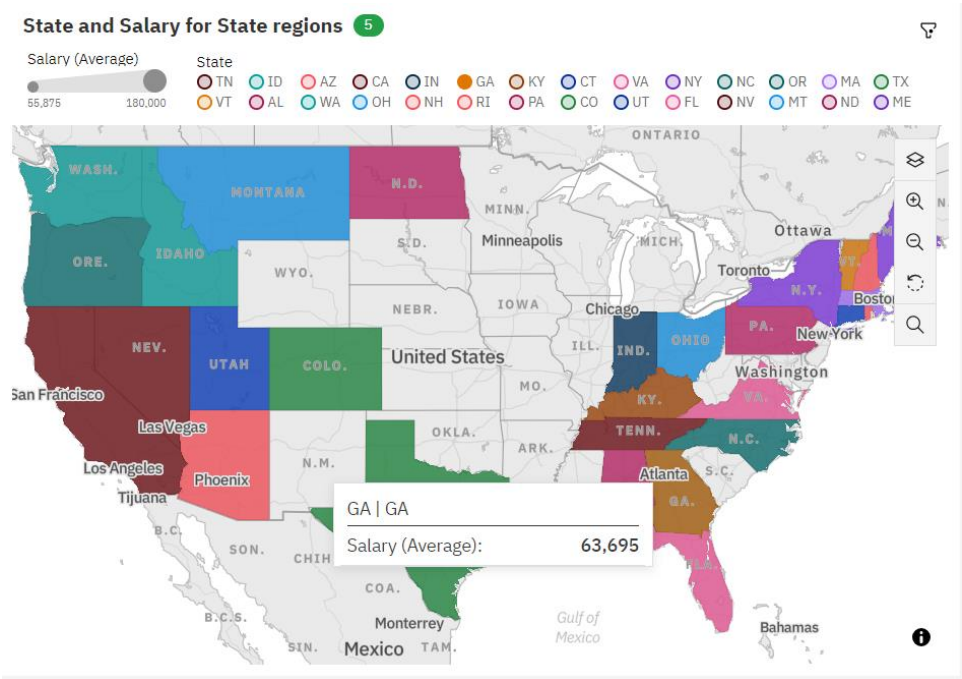 State and Salary for State regions 5
Salary (Average)
55,875 180,000
State
TN ID AZ CA IN GA KY CT VA NY NC OR MA TX
VT AL WA OH NH RI PA CO UT FL NV MT ND ME
ONTARIO
WASH.
MONTANA
N.D.
MINN.
Ottawa
ORE.
IDAHO
S.D.
Minneapolis
MICH.
VT.
WYO.
Toronto
N.Y.
Boston
NEBR.
IOWA
Chicago
PA.
New York
NEV.
UTAH
COLO.
United States
ILL.
IND.
OHIO
Washington
San Francisco
MO.
KY.
VA.
Las Vegas
OKLA.
ARK.
TENN.
N.C.
Los Angeles
Phoenix
N.M.
Atlanta
S.C.
Tijuana
GA | GA
GA.
Salary (Average): 63,695
B.C.
SON.
CHIH
FLA.
COA.
B.C.S.
Monterrey
Gulf of
Mexico
Bahamas
SIN.
Mexico
TAM.